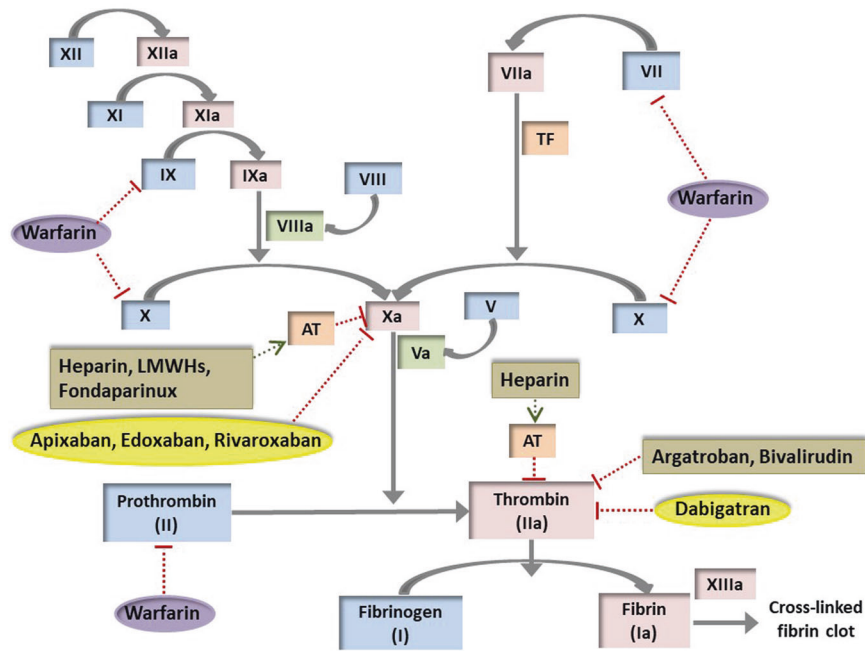 XII
XIIa
VIIa
VII
XI
XIa
TF
IX
IXa
VIII
VIIIa
Warfarin
Warfarin
X
Xa
V
X
AT
Va
Heparin, LMWHs,
Fondaparinux
Heparin
Apixaban, Edoxaban, Rivaroxaban
AT
Argatroban, Bivalirudin
Prothrombin
(II)
Thrombin
(IIa)
Dabigatran
Warfarin
Fibrinogen
(I)
Fibrin
(Ia)
XIIIa
Cross-linked
fibrin clot